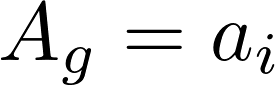 A_g = a_i